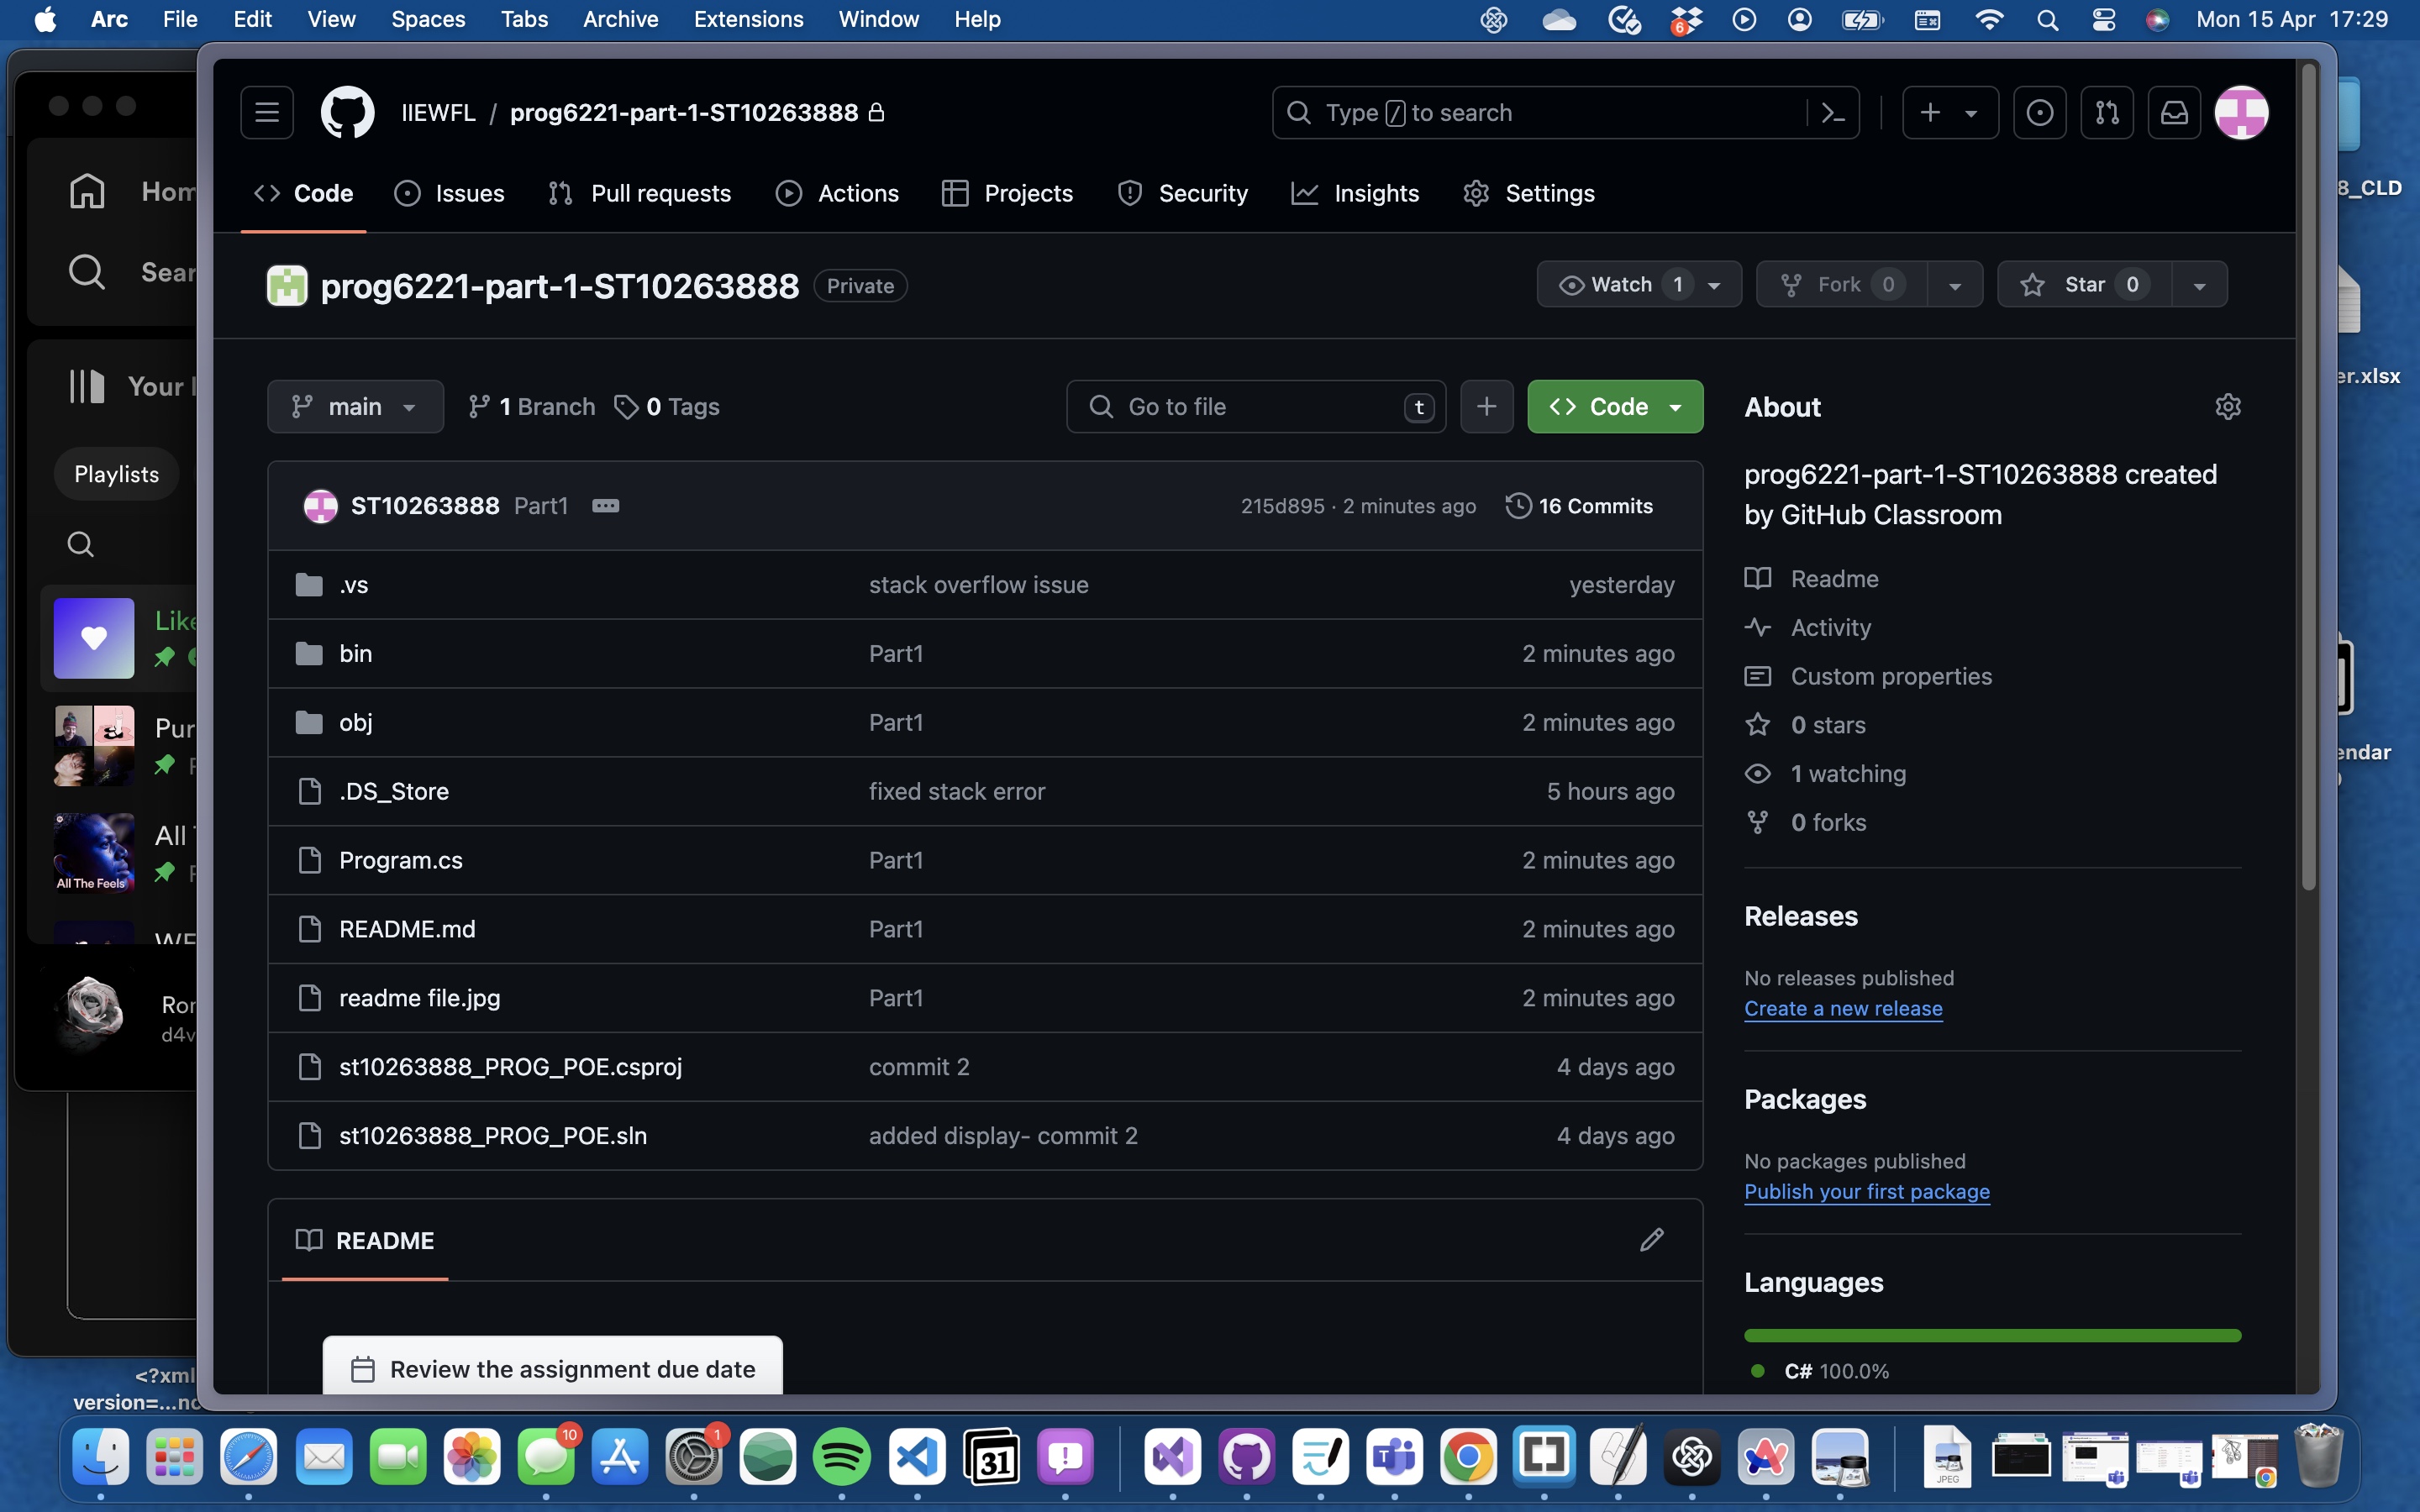 Arc File Edit View Spaces Tabs Archive Extensions Window Help
6
Mon 15 Apr 17:29
IIEWFL / prog6221-part-1-ST10263888
Type / to search
Code Issues Pull requests Actions Projects Security Insights Settings
prog6221-part-1-ST10263888 Private
Watch 1 Fork 0 Star 0
main 1 Branch 0 Tags
Go to file t
Code
ST10263888 Part1 215d895 · 2 minutes ago 16 Commits
.vs stack overflow issue yesterday
bin Part1 2 minutes ago
obj Part1 2 minutes ago
.DS_Store fixed stack error 5 hours ago
Program.cs Part1 2 minutes ago
README.md Part1 2 minutes ago
readme file.jpg Part1 2 minutes ago
st10263888_PROG_POE.csproj commit 2 4 days ago
st10263888_PROG_POE.sln added display- commit 2 4 days ago
README
Review the assignment due date
About
prog6221-part-1-ST10263888 created
by GitHub Classroom
Readme
Activity
Custom properties
0 stars
1 watching
0 forks
Releases
No releases published
Create a new release
Packages
No packages published
Publish your first package
Languages
C# 100.0%
Hom
Sear
Your l
Playlists
Like
Pur
All T
All The Feels
WE
Ror
d4v
8_CLD
er.xlsx
endar
<?xml
version=...nc
10
1
31
JPEG